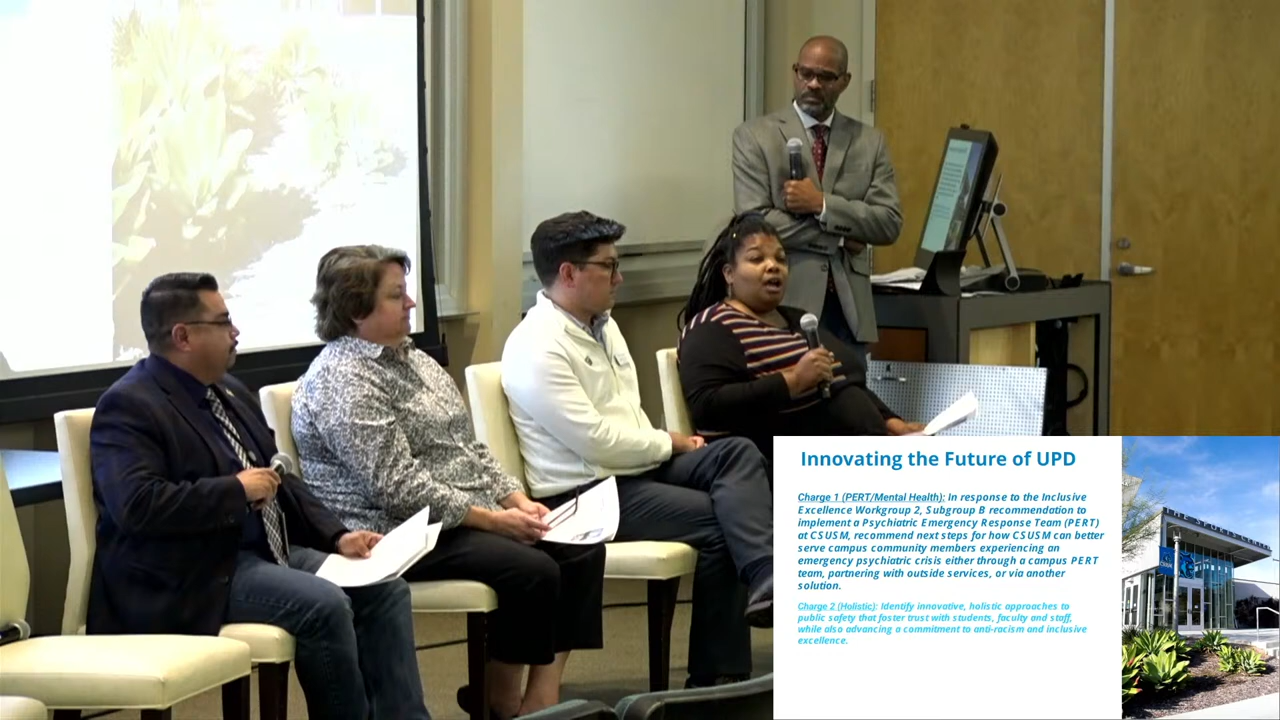 Innovating the Future of UPD
Charge 1 (PERT/Mental Health): In response to the Inclusive
Excellence Workgroup 2, Subgroup B recommendation to
implement a Psychiatric Emergency Response Team (PERT)
at CSUSM, recommend next steps for how CSUSM can better
serve campus community members experiencing an
emergency psychiatric crisis either through a campus PERT
team, partnering with outside services, or via another
solution.
Charge 2 (Holistic): Identify innovative, holistic approaches to
public safety that foster trust with students, faculty and staff,
while also advancing a commitment to anti-racism and inclusive
excellence.